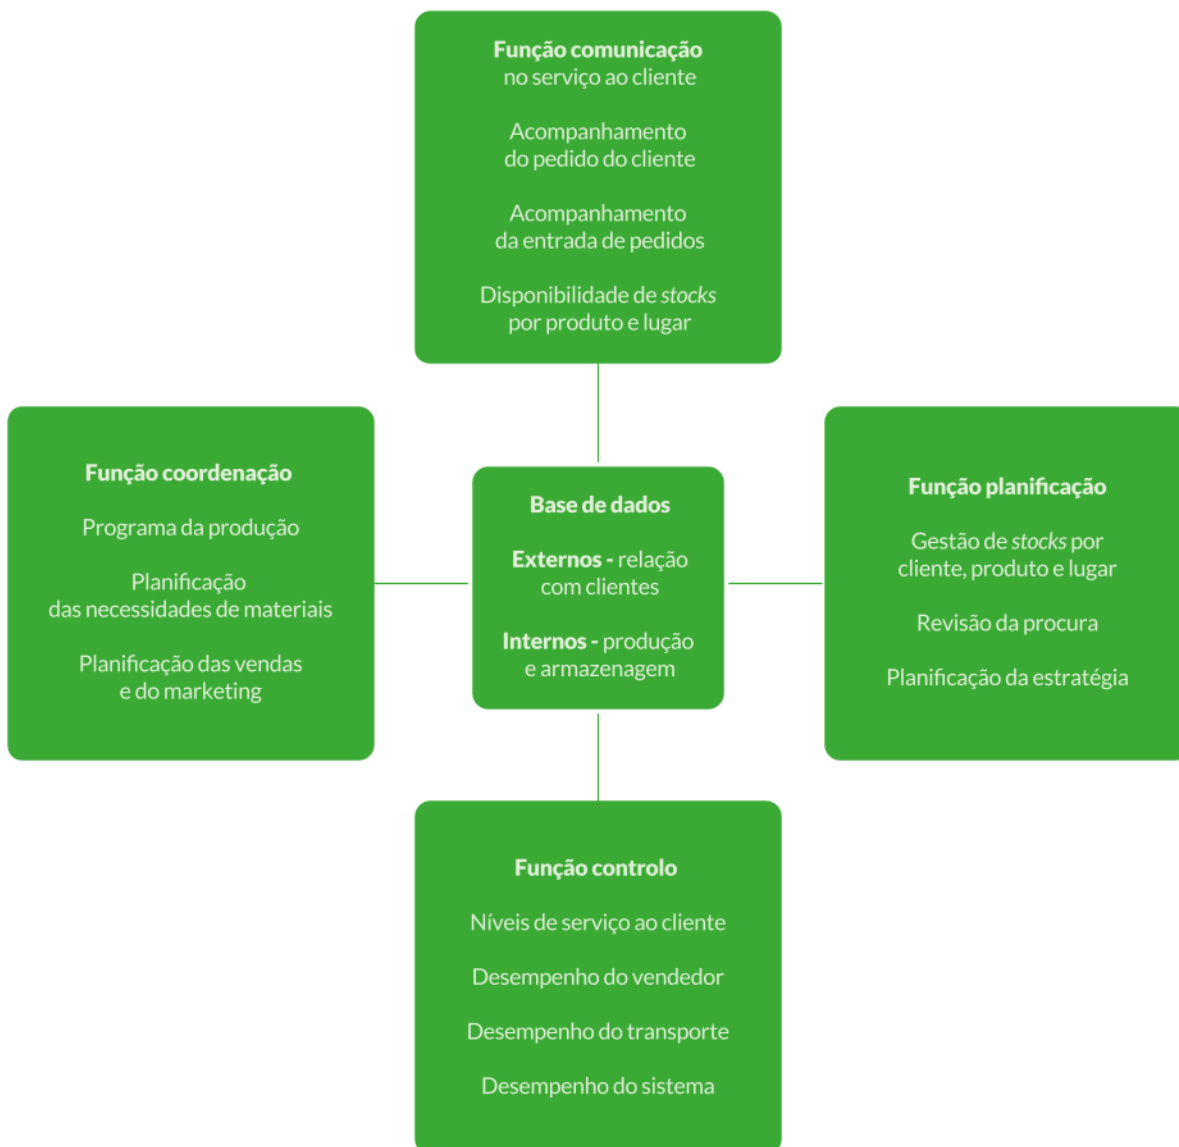 Função comunicação
no serviço ao cliente
Acompanhamento
do pedido do cliente
Acompanhamento
da entrada de pedidos
Disponibilidade de stocks
por produto e lugar
Função coordenação
Programa da produção
Planificação
das necessidades de materiais
Planificação das vendas
e do marketing
Base de dados
Externos - relação
com clientes
Internos - produção
e armazenagem
Função planificação
Gestão de stocks por
cliente, produto e lugar
Revisão da procura
Planificação da estratégia
Função controlo
Níveis de serviço ao cliente
Desempenho do vendedor
Desempenho do transporte
Desempenho do sistema